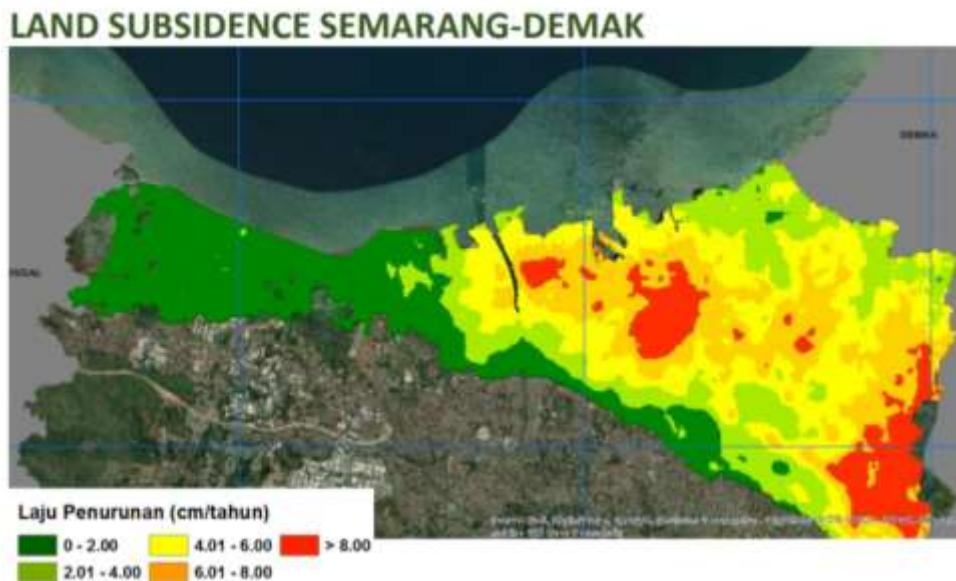 LAND SUBSIDENCE SEMARANG-DEMAK
DEMAK
Laju Penurunan (cm/tahun)
0 - 2.00
4.01 - 6.00
> 8.00
2.01 - 4.00
6.01 - 8.00